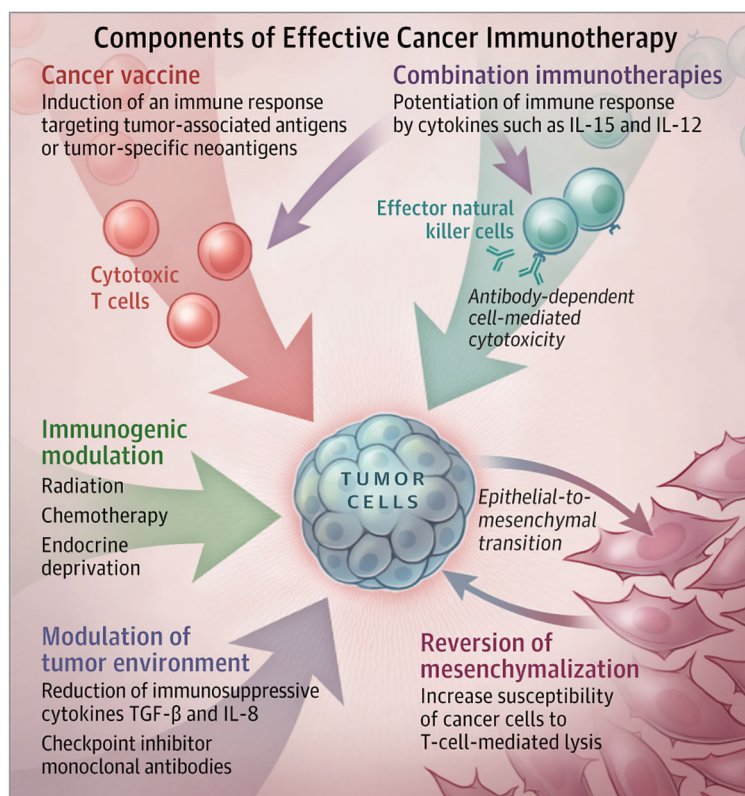 Components of Effective Cancer Immunotherapy
Cancer vaccine
Induction of an immune response
targeting tumor-associated antigens
or tumor-specific neoantigens
Combination immunotherapies
Potentiation of immune response
by cytokines such as IL-15 and IL-12
Effector natural
killer cells
Cytotoxic
T cells
Antibody-dependent
cell-mediated
cytotoxicity
Immunogenic
modulation
Radiation
Chemotherapy
Endocrine
deprivation
TUMOR
CELLS
Epithelial-to-
mesenchymal
transition
Modulation of
tumor environment
Reduction of immunosuppressive
cytokines TGF-β and IL-8
Checkpoint inhibitor
monoclonal antibodies
Reversion of
mesenchymalization
Increase susceptibility
of cancer cells to
T-cell-mediated lysis